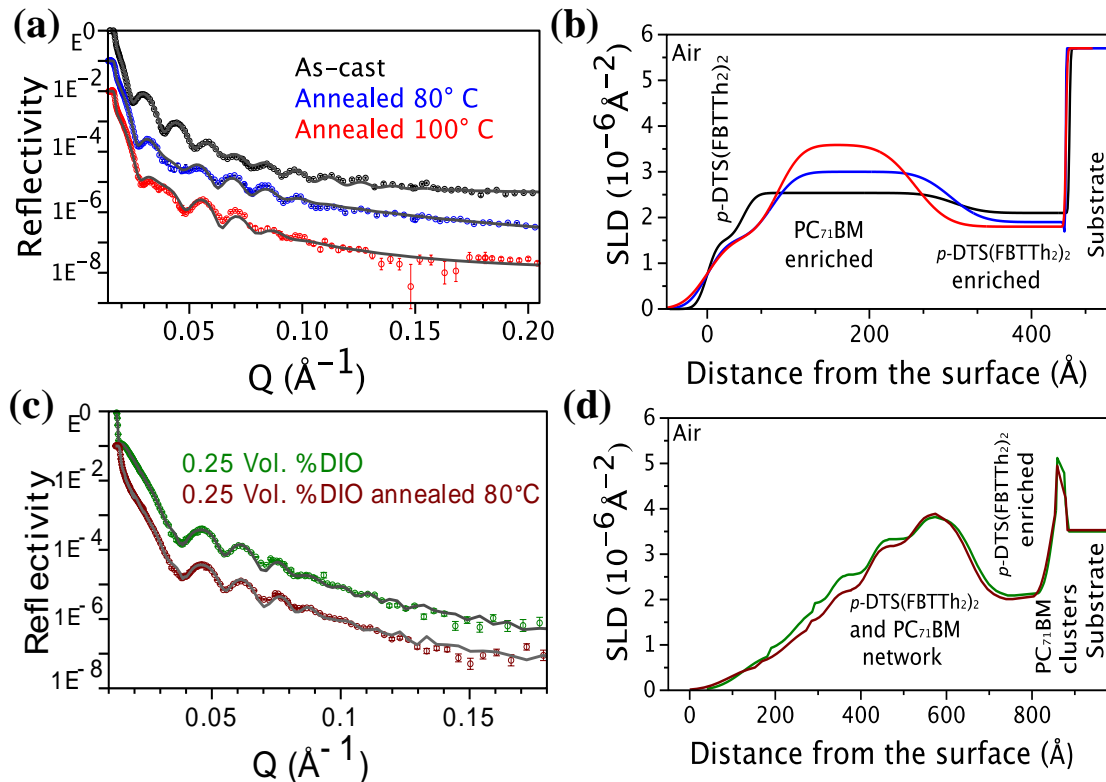 (a)
Reflectivity
E⁰
1E⁻²
1E⁻⁴
1E⁻⁶
1E⁻⁸
As-cast
Annealed 80° C
Annealed 100° C
0.05 0.10 0.15 0.20
Q (Å⁻¹)
(b)
SLD (10⁻⁶Å⁻²)
6
5
4
3
2
1
0
Air
p-DTS(FBTTh₂)₂
PC₇₁BM
enriched
p-DTS(FBTTh₂)₂
enriched
Substrate
0 200 400
Distance from the surface (Å)
(c)
Reflectivity
E⁰
1E⁻²
1E⁻⁴
1E⁻⁶
1E⁻⁸
0.25 Vol. %DIO
0.25 Vol. %DIO annealed 80°C
0.05 0.10 0.15
Q (Å⁻¹)
(d)
SLD (10⁻⁶Å⁻²)
6
5
4
3
2
1
0
Air
p-DTS(FBTTh₂)₂
and PC₇₁BM
network
p-DTS(FBTTh₂)₂
enriched
PC₇₁BM
clusters
Substrate
0 200 400 600 800
Distance from the surface (Å)